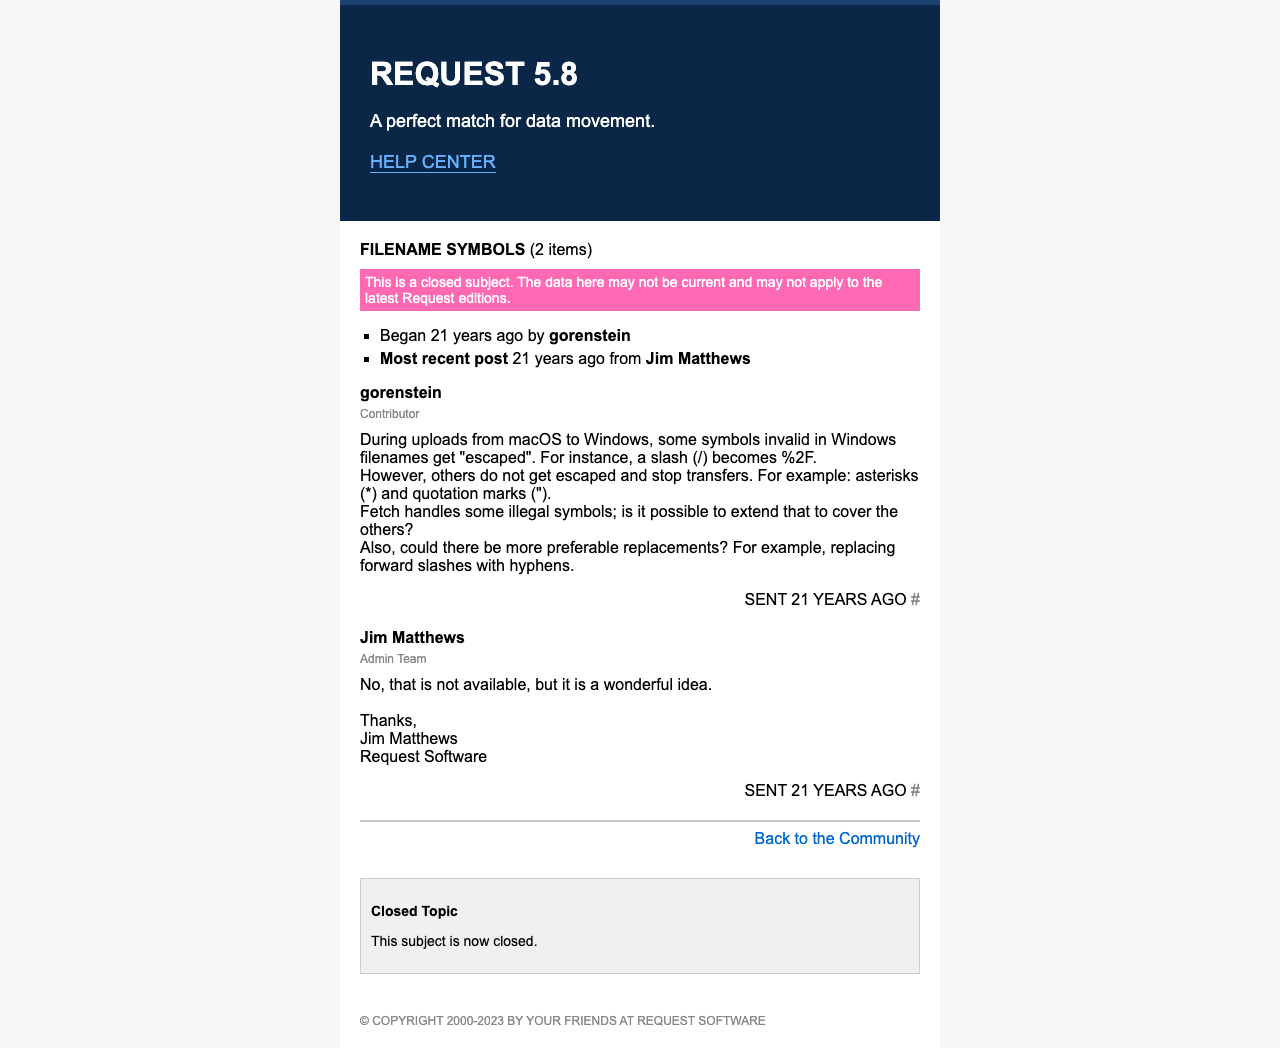 REQUEST 5.8
A perfect match for data movement.
HELP CENTER
FILENAME SYMBOLS (2 items)
This is a closed subject. The data here may not be current and may not apply to the
latest Request editions.
Began 21 years ago by gorenstein
Most recent post 21 years ago from Jim Matthews
gorenstein
Contributor
During uploads from macOS to Windows, some symbols invalid in Windows
filenames get "escaped". For instance, a slash (/) becomes %2F.
However, others do not get escaped and stop transfers. For example: asterisks
(*) and quotation marks (").
Fetch handles some illegal symbols; is it possible to extend that to cover the
others?
Also, could there be more preferable replacements? For example, replacing
forward slashes with hyphens.
SENT 21 YEARS AGO #
Jim Matthews
Admin Team
No, that is not available, but it is a wonderful idea.
Thanks,
Jim Matthews
Request Software
SENT 21 YEARS AGO #
Back to the Community
Closed Topic
This subject is now closed.
© COPYRIGHT 2000-2023 BY YOUR FRIENDS AT REQUEST SOFTWARE